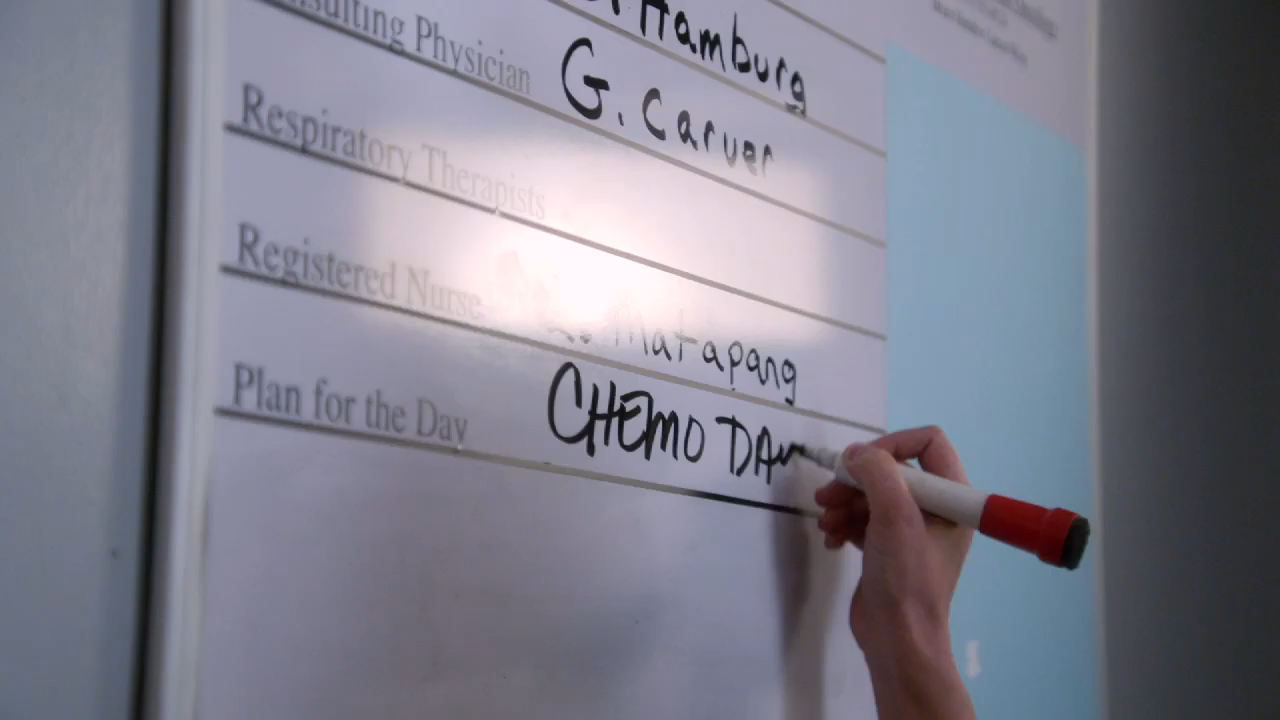 Hamburg
Consulting Physician G. Carver
Respiratory Therapists
Registered Nurse Matapang
Plan for the Day CHEMO DAY